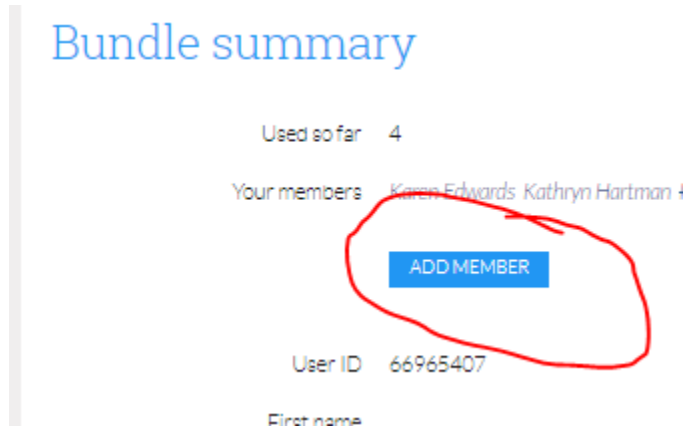 Bundle summary
Used so far 4
Your members Karen Edwards Kathryn Hartman
ADD MEMBER
User ID 66965407
First name